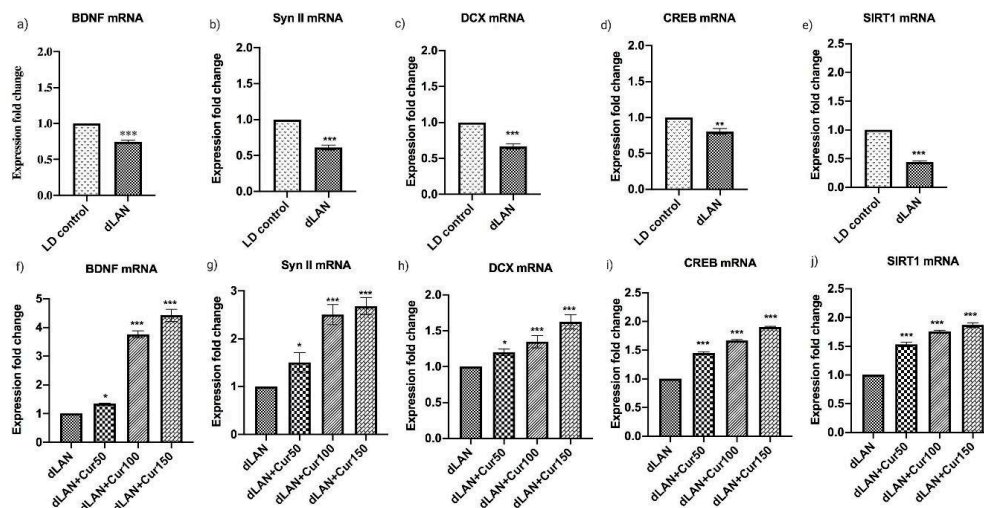 a) BDNF mRNA
Expression fold change
2.0
1.5
1.0
0.5
0.0
***
LD control
dLAN
b) Syn II mRNA
Expression fold change
2.0
1.5
1.0
0.5
0.0
***
LD control
dLAN
c) DCX mRNA
Expression fold change
2.0
1.5
1.0
0.5
0.0
***
LD control
dLAN
d) CREB mRNA
Expression fold change
2.0
1.5
1.0
0.5
0.0
**
LD control
dLAN
e) SIRT1 mRNA
Expression fold change
2.5
2.0
1.5
1.0
0.5
0.0
***
LD control
dLAN
f) BDNF mRNA
Expression fold change
5
4
3
2
1
0
*
***
***
dLAN
dLAN+Cur50
dLAN+Cur100
dLAN+Cur150
g) Syn II mRNA
Expression fold change
3
2
1
0
*
***
***
dLAN
dLAN+Cur50
dLAN+Cur100
dLAN+Cur150
h) DCX mRNA
Expression fold change
2.0
1.5
1.0
0.5
0.0
*
***
***
dLAN
dLAN+Cur50
dLAN+Cur100
dLAN+Cur150
i) CREB mRNA
Expression fold change
2.5
2.0
1.5
1.0
0.5
0.0
***
***
***
dLAN
dLAN+Cur50
dLAN+Cur100
dLAN+Cur150
j) SIRT1 mRNA
Expression fold change
2.5
2.0
1.5
1.0
0.5
0.0
***
***
***
dLAN
dLAN+Cur50
dLAN+Cur100
dLAN+Cur150